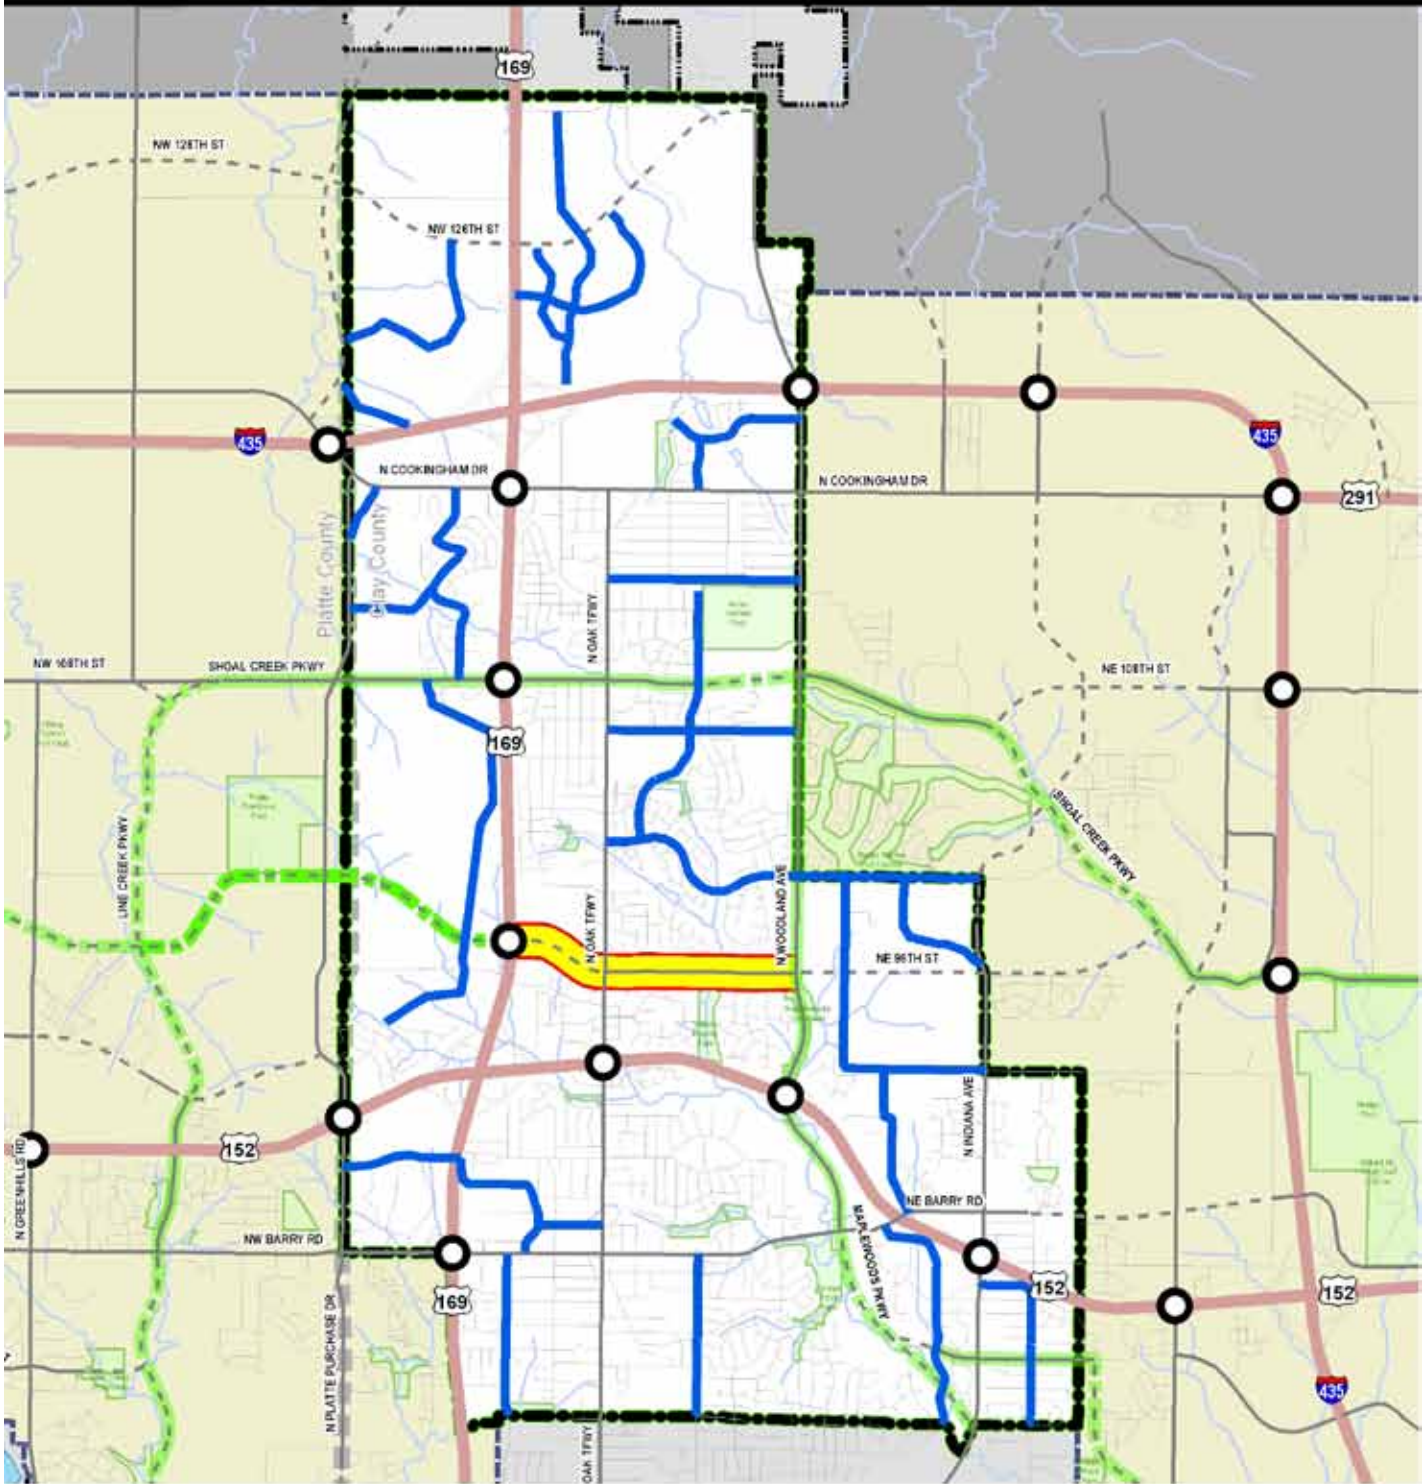 169
NW 128TH ST
NW 126TH ST
435
435
N COOKINGHAM DR
N COOKINGHAM DR
291
Platte County
Clay County
N OAK TFWY
NW 108TH ST
SHOAL CREEK PKWY
NE 108TH ST
169
SHOAL CREEK PKWY
LINE CREEK PKWY
N OAK TFWY
N WOODLAND AVE
NE 96TH ST
N INDIANA AVE
152
N GREENHILLS RD
NE BARRY RD
NW BARRY RD
MAPLEWOODS PKWY
169
152
152
N PLATTE PURCHASE DR
435
OAK TFWY